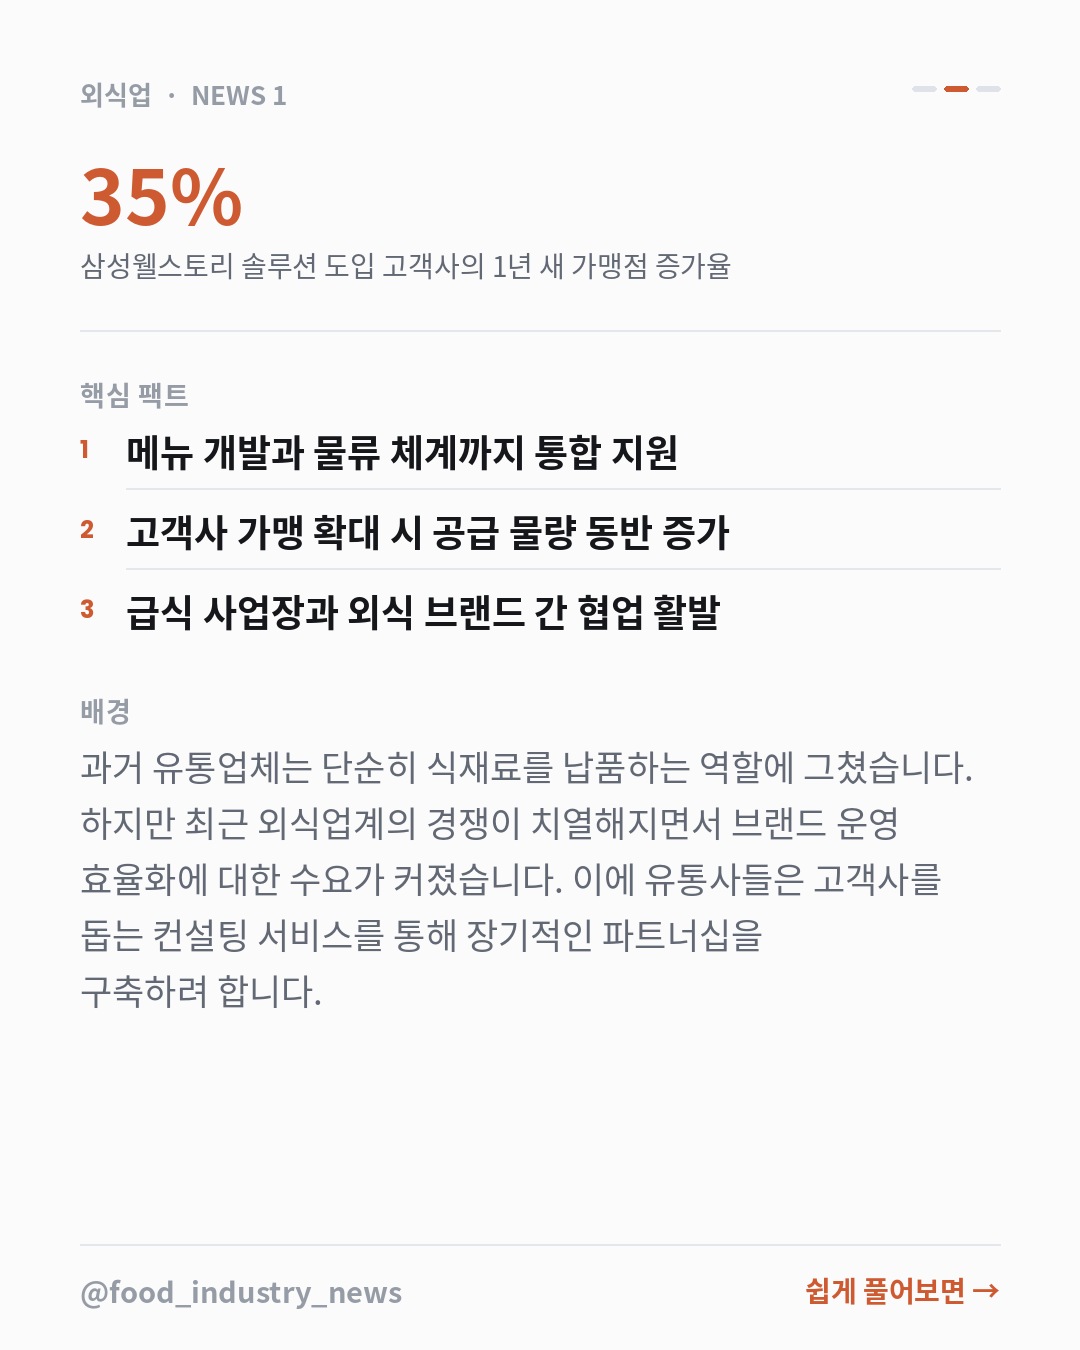 외식업 · NEWS 1
35%
삼성웰스토리 솔루션 도입 고객사의 1년 새 가맹점 증가율
핵심 팩트
1 메뉴 개발과 물류 체계까지 통합 지원
2 고객사 가맹 확대 시 공급 물량 동반 증가
3 급식 사업장과 외식 브랜드 간 협업 활발
배경
과거 유통업체는 단순히 식재료를 납품하는 역할에 그쳤습니다.
하지만 최근 외식업계의 경쟁이 치열해지면서 브랜드 운영
효율화에 대한 수요가 커졌습니다. 이에 유통사들은 고객사를
돕는 컨설팅 서비스를 통해 장기적인 파트너십을
구축하려 합니다.
@food_industry_news
쉽게 풀어보면 →